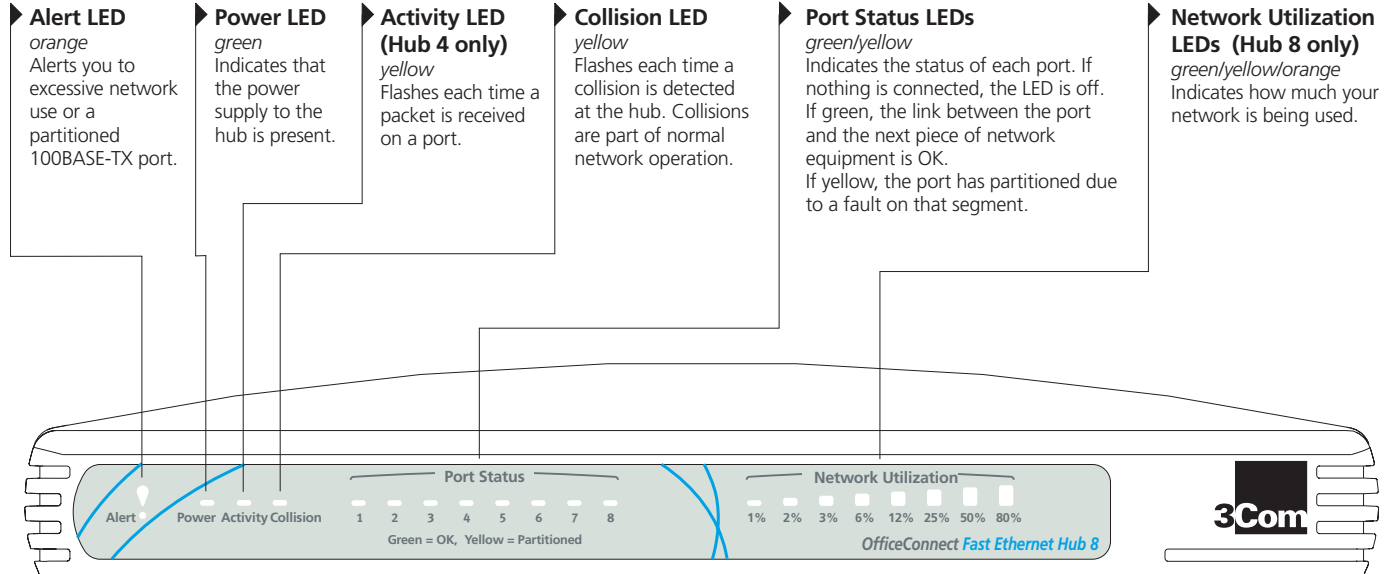 Alert LED
orange
Alerts you to
excessive network
use or a
partitioned
100BASE-TX port.
Power LED
green
Indicates that
the power
supply to the
hub is present.
Activity LED
(Hub 4 only)
yellow
Flashes each time a
packet is received
on a port.
Collision LED
yellow
Flashes each time a
collision is detected
at the hub. Collisions
are part of normal
network operation.
Port Status LEDs
green/yellow
Indicates the status of each port. If
nothing is connected, the LED is off.
If green, the link between the port
and the next piece of network
equipment is OK.
If yellow, the port has partitioned due
to a fault on that segment.
Network Utilization
LEDs (Hub 8 only)
green/yellow/orange
Indicates how much your
network is being used.
Alert
Power Activity Collision
Port Status
1 2 3 4 5 6 7 8
Green = OK, Yellow = Partitioned
Network Utilization
1% 2% 3% 6% 12% 25% 50% 80%
OfficeConnect Fast Ethernet Hub 8
3Com